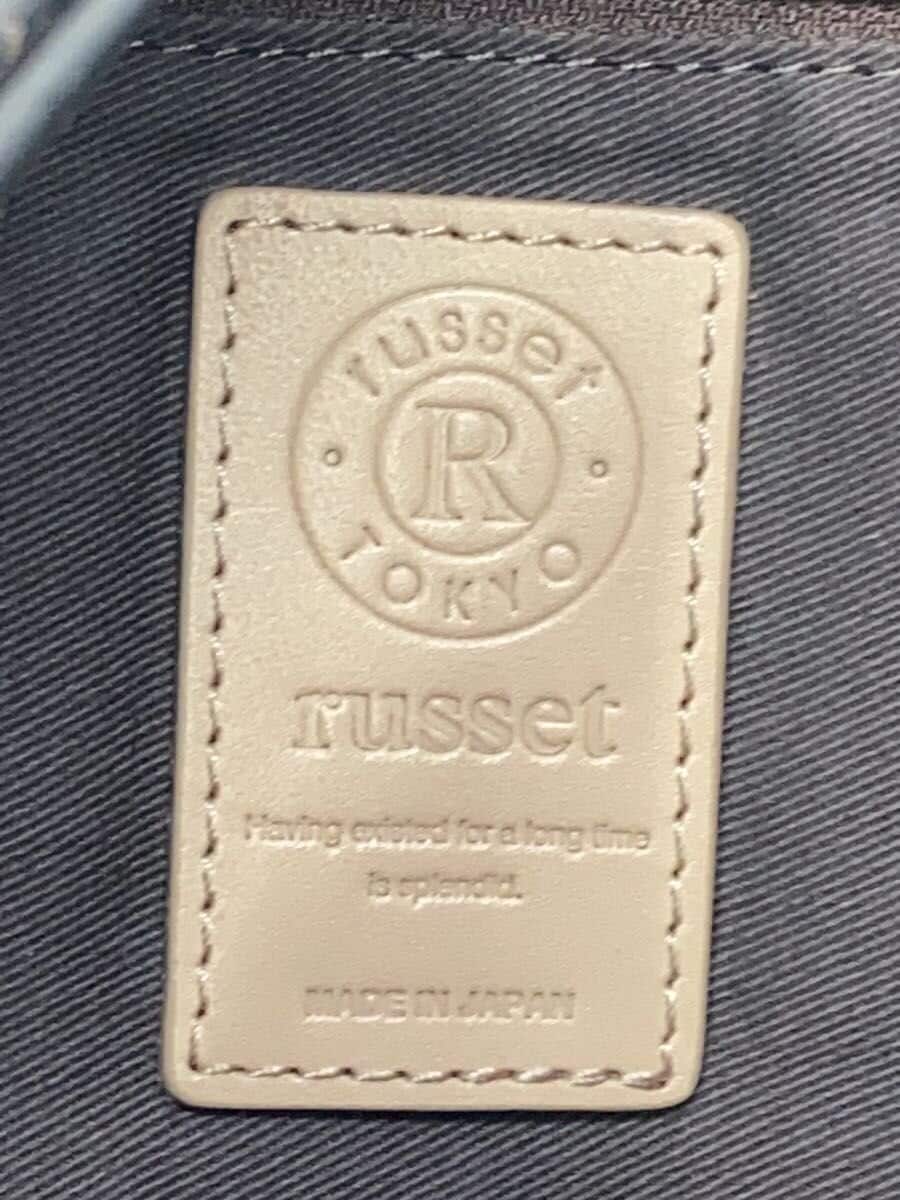 russet
R
TOKYO
russet
Having existed for a long time
is splendid.
MADE IN JAPAN